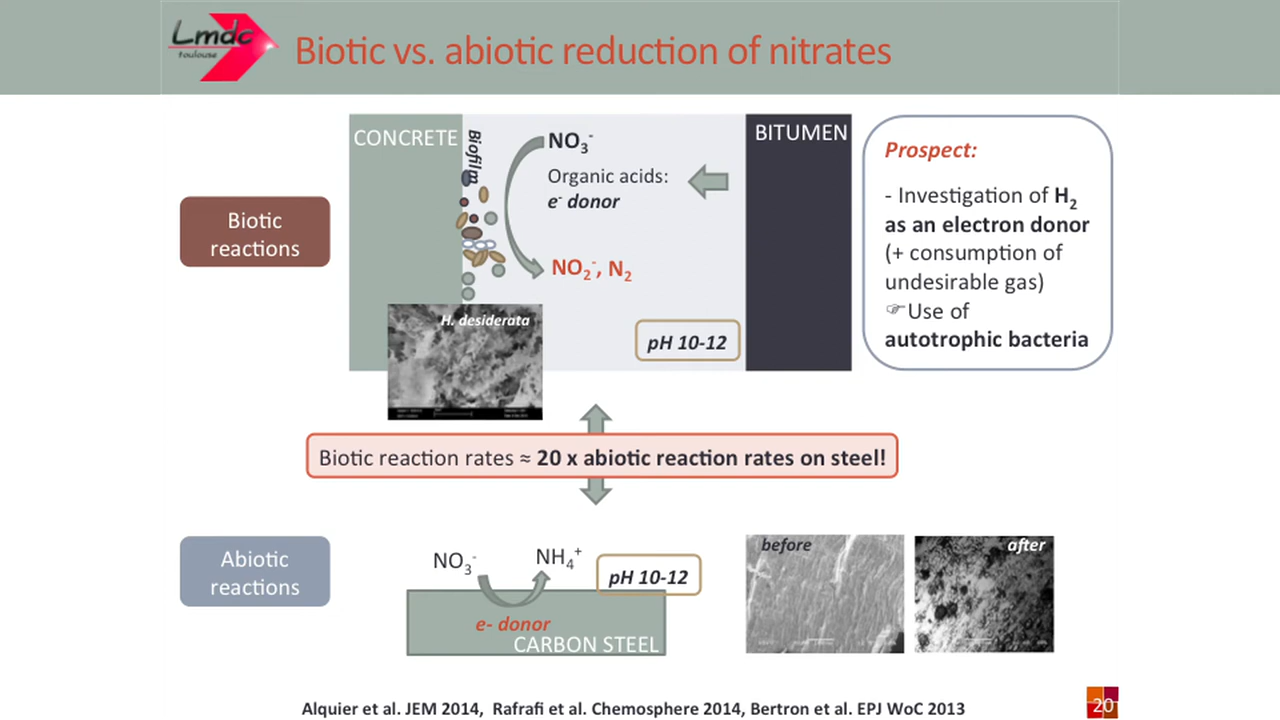 Lmdc
toulouse
Biotic vs. abiotic reduction of nitrates
CONCRETE
Biofilm
NO₃⁻
Organic acids:
e⁻ donor
NO₂⁻, N₂
BITUMEN
pH 10-12
H. desiderata
Biotic
reactions
Prospect:
- Investigation of H₂
as an electron donor
(+ consumption of
undesirable gas)
☞Use of
autotrophic bacteria
Biotic reaction rates ≈ 20 x abiotic reaction rates on steel!
Abiotic
reactions
NO₃⁻
NH₄⁺
pH 10-12
e- donor
CARBON STEEL
before
after
Alquier et al. JEM 2014, Rafrafi et al. Chemosphere 2014, Bertron et al. EPJ WoC 2013
20